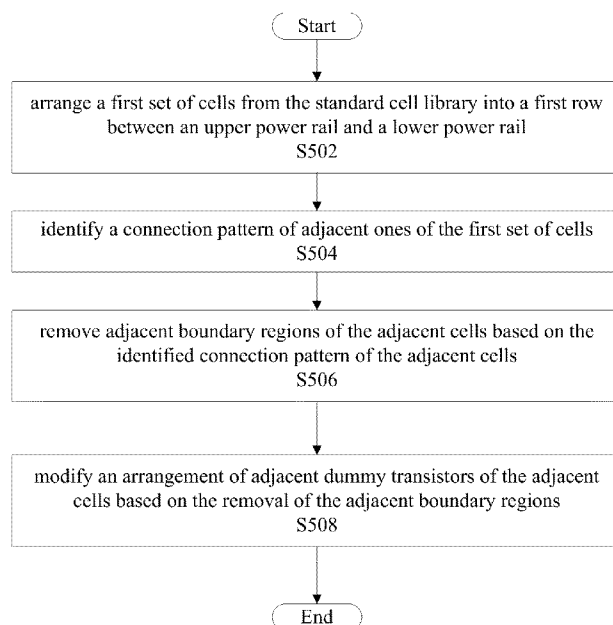 Start
arrange a first set of cells from the standard cell library into a first row
between an upper power rail and a lower power rail
S502
identify a connection pattern of adjacent ones of the first set of cells
S504
remove adjacent boundary regions of the adjacent cells based on the
identified connection pattern of the adjacent cells
S506
modify an arrangement of adjacent dummy transistors of the adjacent
cells based on the removal of the adjacent boundary regions
S508
End